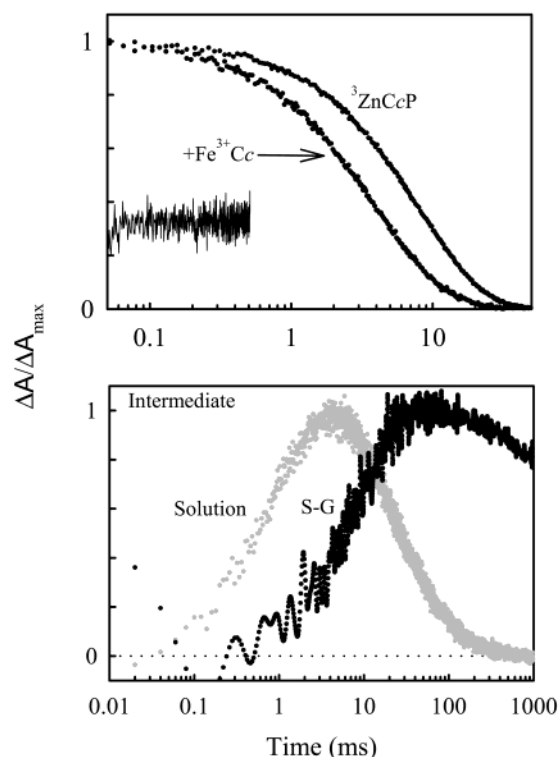 1
³ZnCcP
+Fe³⁺Cc
0
0.1 1 10
ΔA/ΔAmax
Intermediate
1
Solution S-G
0
0.01 0.1 1 10 100 1000
Time (ms)